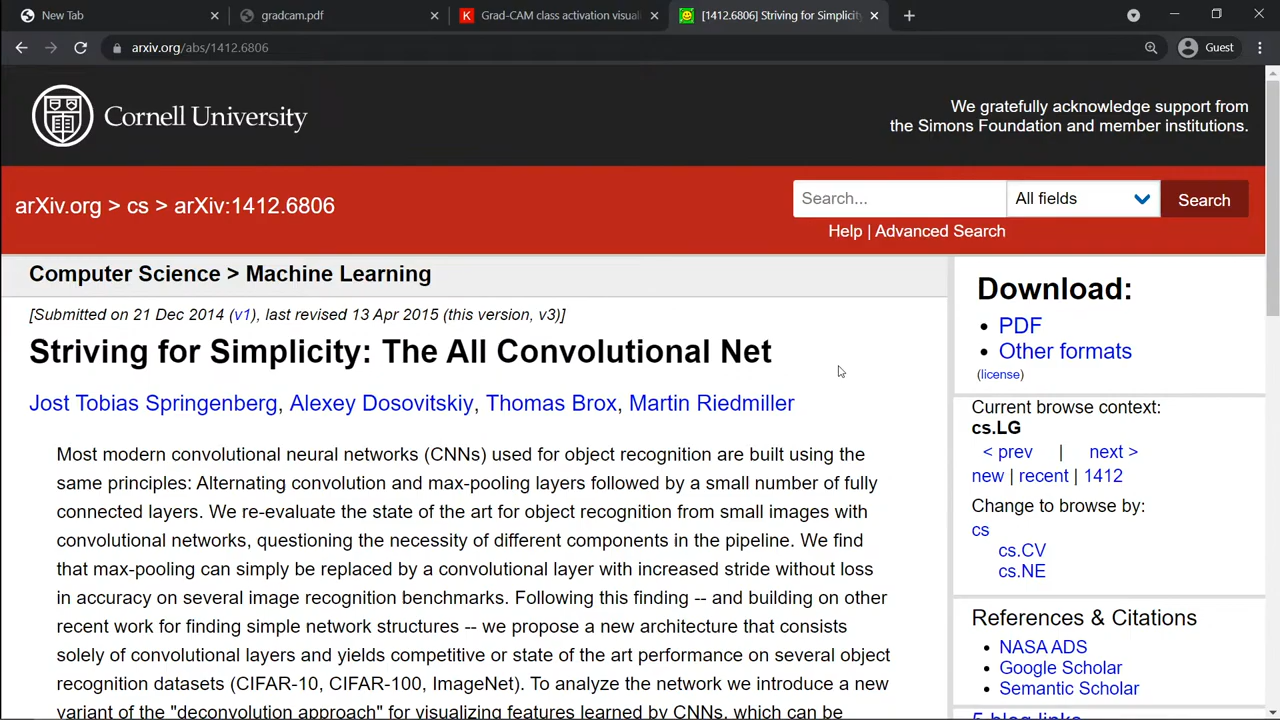 New Tab
gradcam.pdf
Grad-CAM class activation visuali
[1412.6806] Striving for Simplicity
arxiv.org/abs/1412.6806
Guest
Cornell University
We gratefully acknowledge support from
the Simons Foundation and member institutions.
arXiv.org > cs > arXiv:1412.6806
Search...
All fields
Search
Help | Advanced Search
Computer Science > Machine Learning
[Submitted on 21 Dec 2014 (v1), last revised 13 Apr 2015 (this version, v3)]
Striving for Simplicity: The All Convolutional Net
Jost Tobias Springenberg, Alexey Dosovitskiy, Thomas Brox, Martin Riedmiller
Most modern convolutional neural networks (CNNs) used for object recognition are built using the
same principles: Alternating convolution and max-pooling layers followed by a small number of fully
connected layers. We re-evaluate the state of the art for object recognition from small images with
convolutional networks, questioning the necessity of different components in the pipeline. We find
that max-pooling can simply be replaced by a convolutional layer with increased stride without loss
in accuracy on several image recognition benchmarks. Following this finding -- and building on other
recent work for finding simple network structures -- we propose a new architecture that consists
solely of convolutional layers and yields competitive or state of the art performance on several object
recognition datasets (CIFAR-10, CIFAR-100, ImageNet). To analyze the network we introduce a new
variant of the "deconvolution approach" for visualizing features learned by CNNs, which can be
Download:
PDF
Other formats
(license)
Current browse context:
cs.LG
< prev | next >
new | recent | 1412
Change to browse by:
cs
cs.CV
cs.NE
References & Citations
NASA ADS
Google Scholar
Semantic Scholar
5 blog links